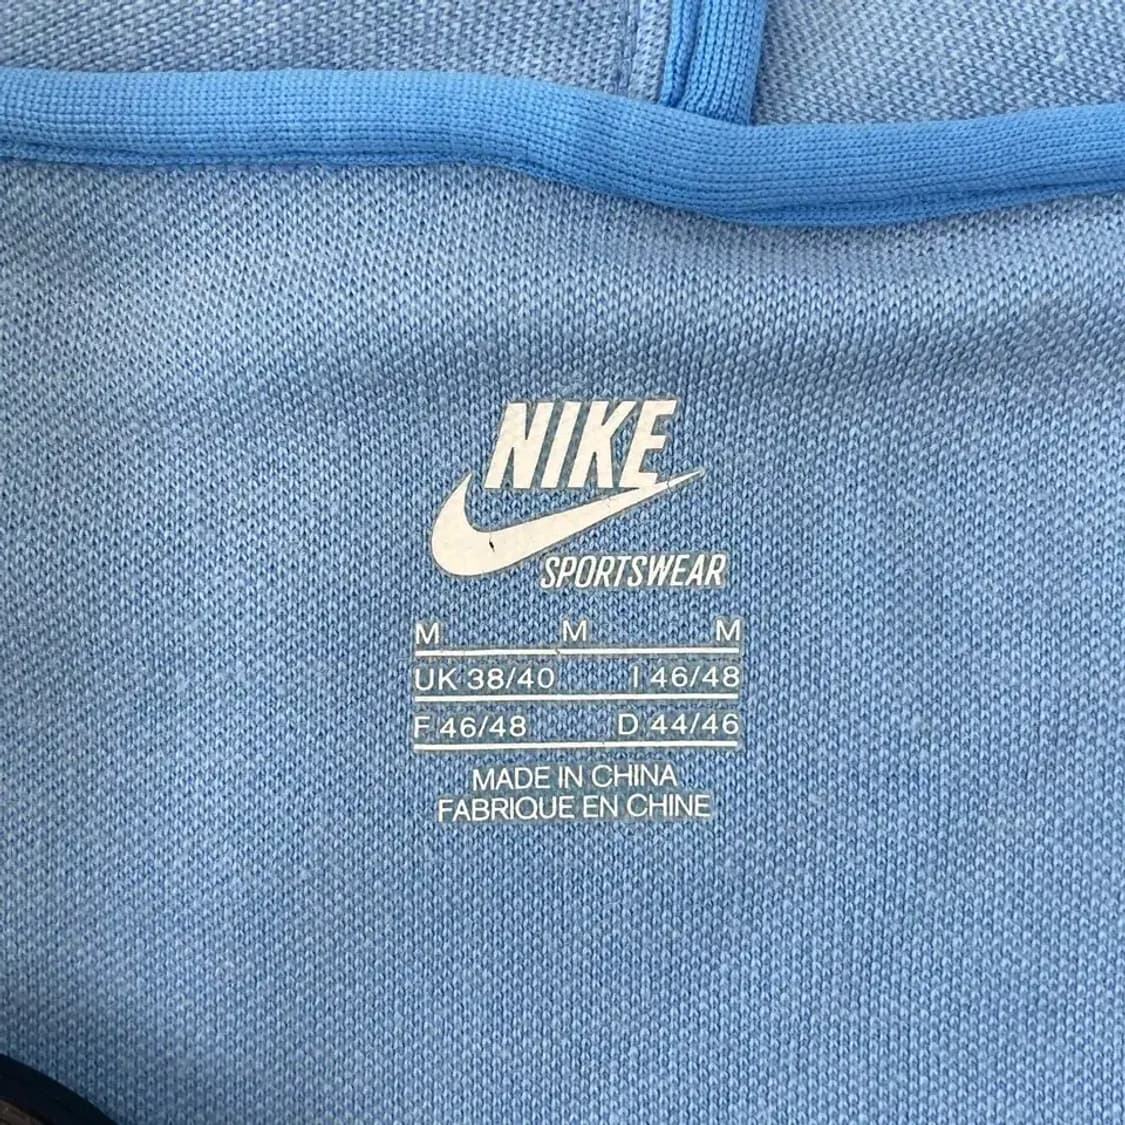 NIKE
SPORTSWEAR
M M M
UK 38/40 I 46/48
F 46/48 D 44/46
MADE IN CHINA
FABRIQUE EN CHINE